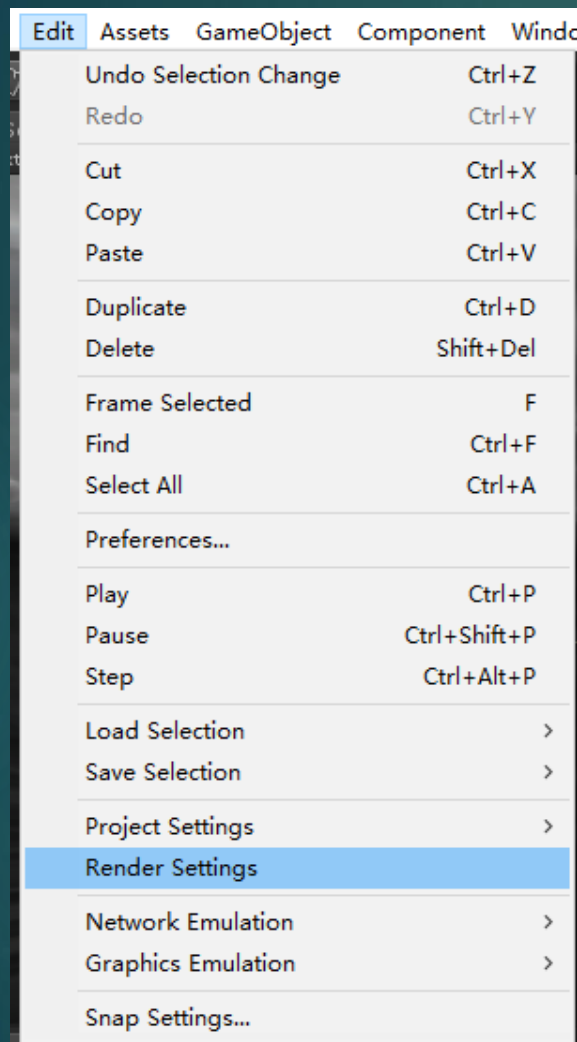 Edit Assets GameObject Component Windo
Undo Selection Change Ctrl+Z
Redo Ctrl+Y
Cut Ctrl+X
Copy Ctrl+C
Paste Ctrl+V
Duplicate Ctrl+D
Delete Shift+Del
Frame Selected F
Find Ctrl+F
Select All Ctrl+A
Preferences...
Play Ctrl+P
Pause Ctrl+Shift+P
Step Ctrl+Alt+P
Load Selection >
Save Selection >
Project Settings >
Render Settings
Network Emulation >
Graphics Emulation >
Snap Settings...